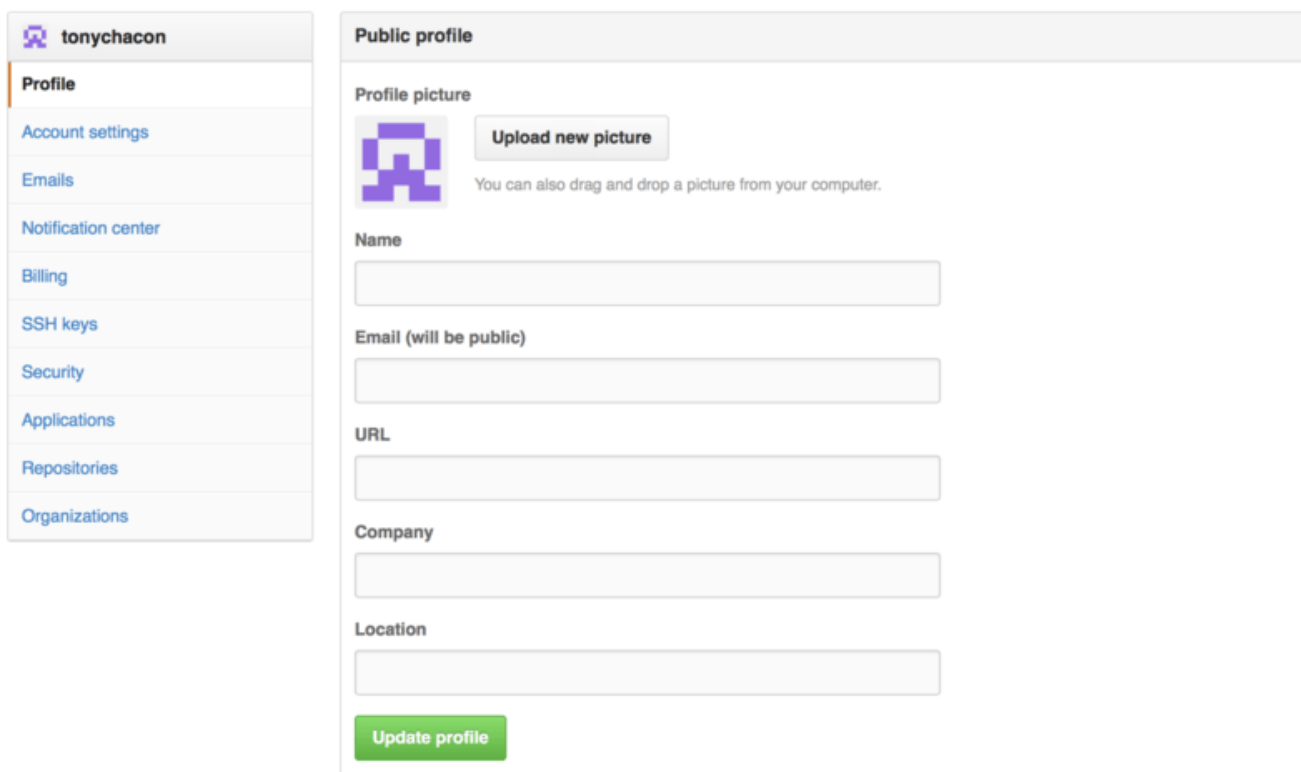 tonychacon
Profile
Account settings
Emails
Notification center
Billing
SSH keys
Security
Applications
Repositories
Organizations
Public profile
Profile picture
Upload new picture
You can also drag and drop a picture from your computer.
Name
Email (will be public)
URL
Company
Location
Update profile